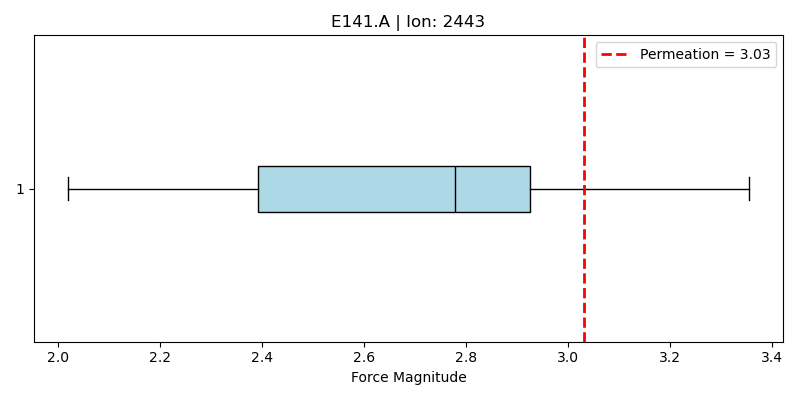 E141.A | Ion: 2443
Permeation = 3.03
1
2.0 2.2 2.4 2.6 2.8 3.0 3.2 3.4
Force Magnitude